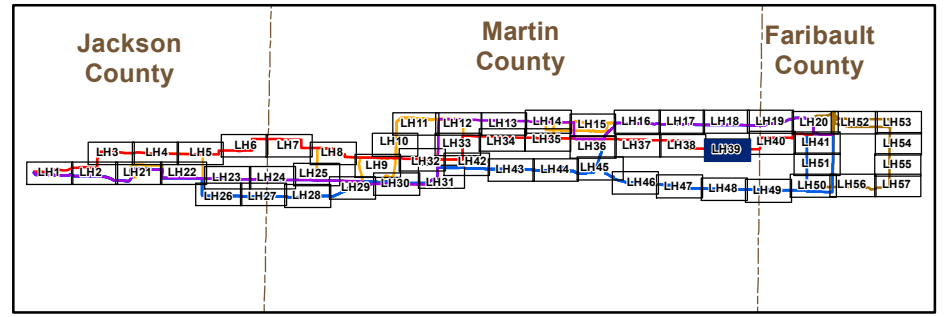 Jackson
County
Martin
County
Faribault
County
LH11 LH12 LH13 LH14 LH15 LH16 LH17 LH18 LH19 LH20 LH52 LH53
LH3 LH4 LH5 LH6 LH7 LH8 LH10 LH33 LH34 LH35 LH36 LH37 LH38 LH39 LH40 LH41 LH54
LH1 LH2 LH21 LH22 LH23 LH24 LH25 LH9 LH32 LH42 LH43 LH44 LH45 LH51 LH55
LH26 LH27 LH28 LH29 LH30 LH31 LH46 LH47 LH48 LH49 LH50 LH56 LH57